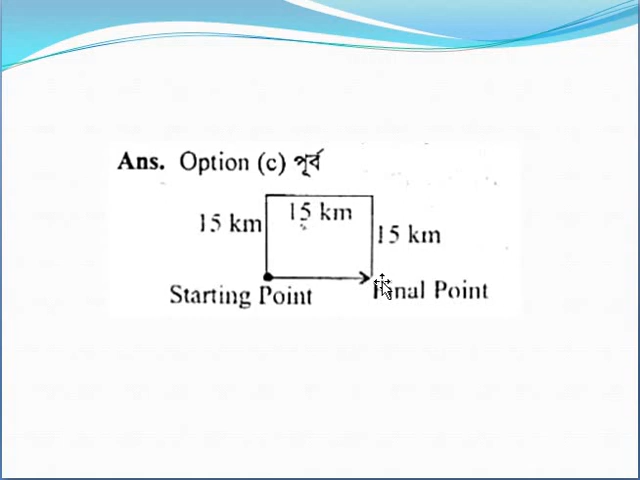 Ans. Option (c) পূর্ব
15 km
15 km
15 km
Starting Point
Final Point